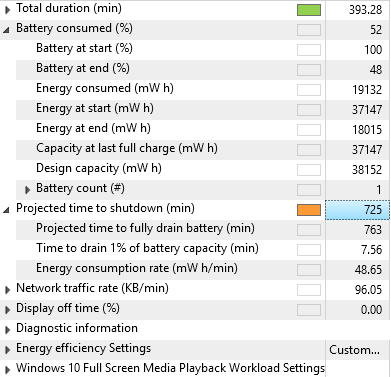 Total duration (min) 393.28
Battery consumed (%) 52
Battery at start (%) 100
Battery at end (%) 48
Energy consumed (mW h) 19132
Energy at start (mW h) 37147
Energy at end (mW h) 18015
Capacity at last full charge (mW h) 37147
Design capacity (mW h) 38152
Battery count (#) 1
Projected time to shutdown (min) 725
Projected time to fully drain battery (min) 763
Time to drain 1% of battery capacity (min) 7.56
Energy consumption rate (mW h/min) 48.65
Network traffic rate (KB/min) 96.05
Display off time (%) 0.00
Diagnostic information
Energy efficiency Settings Custom...
Windows 10 Full Screen Media Playback Workload Settings